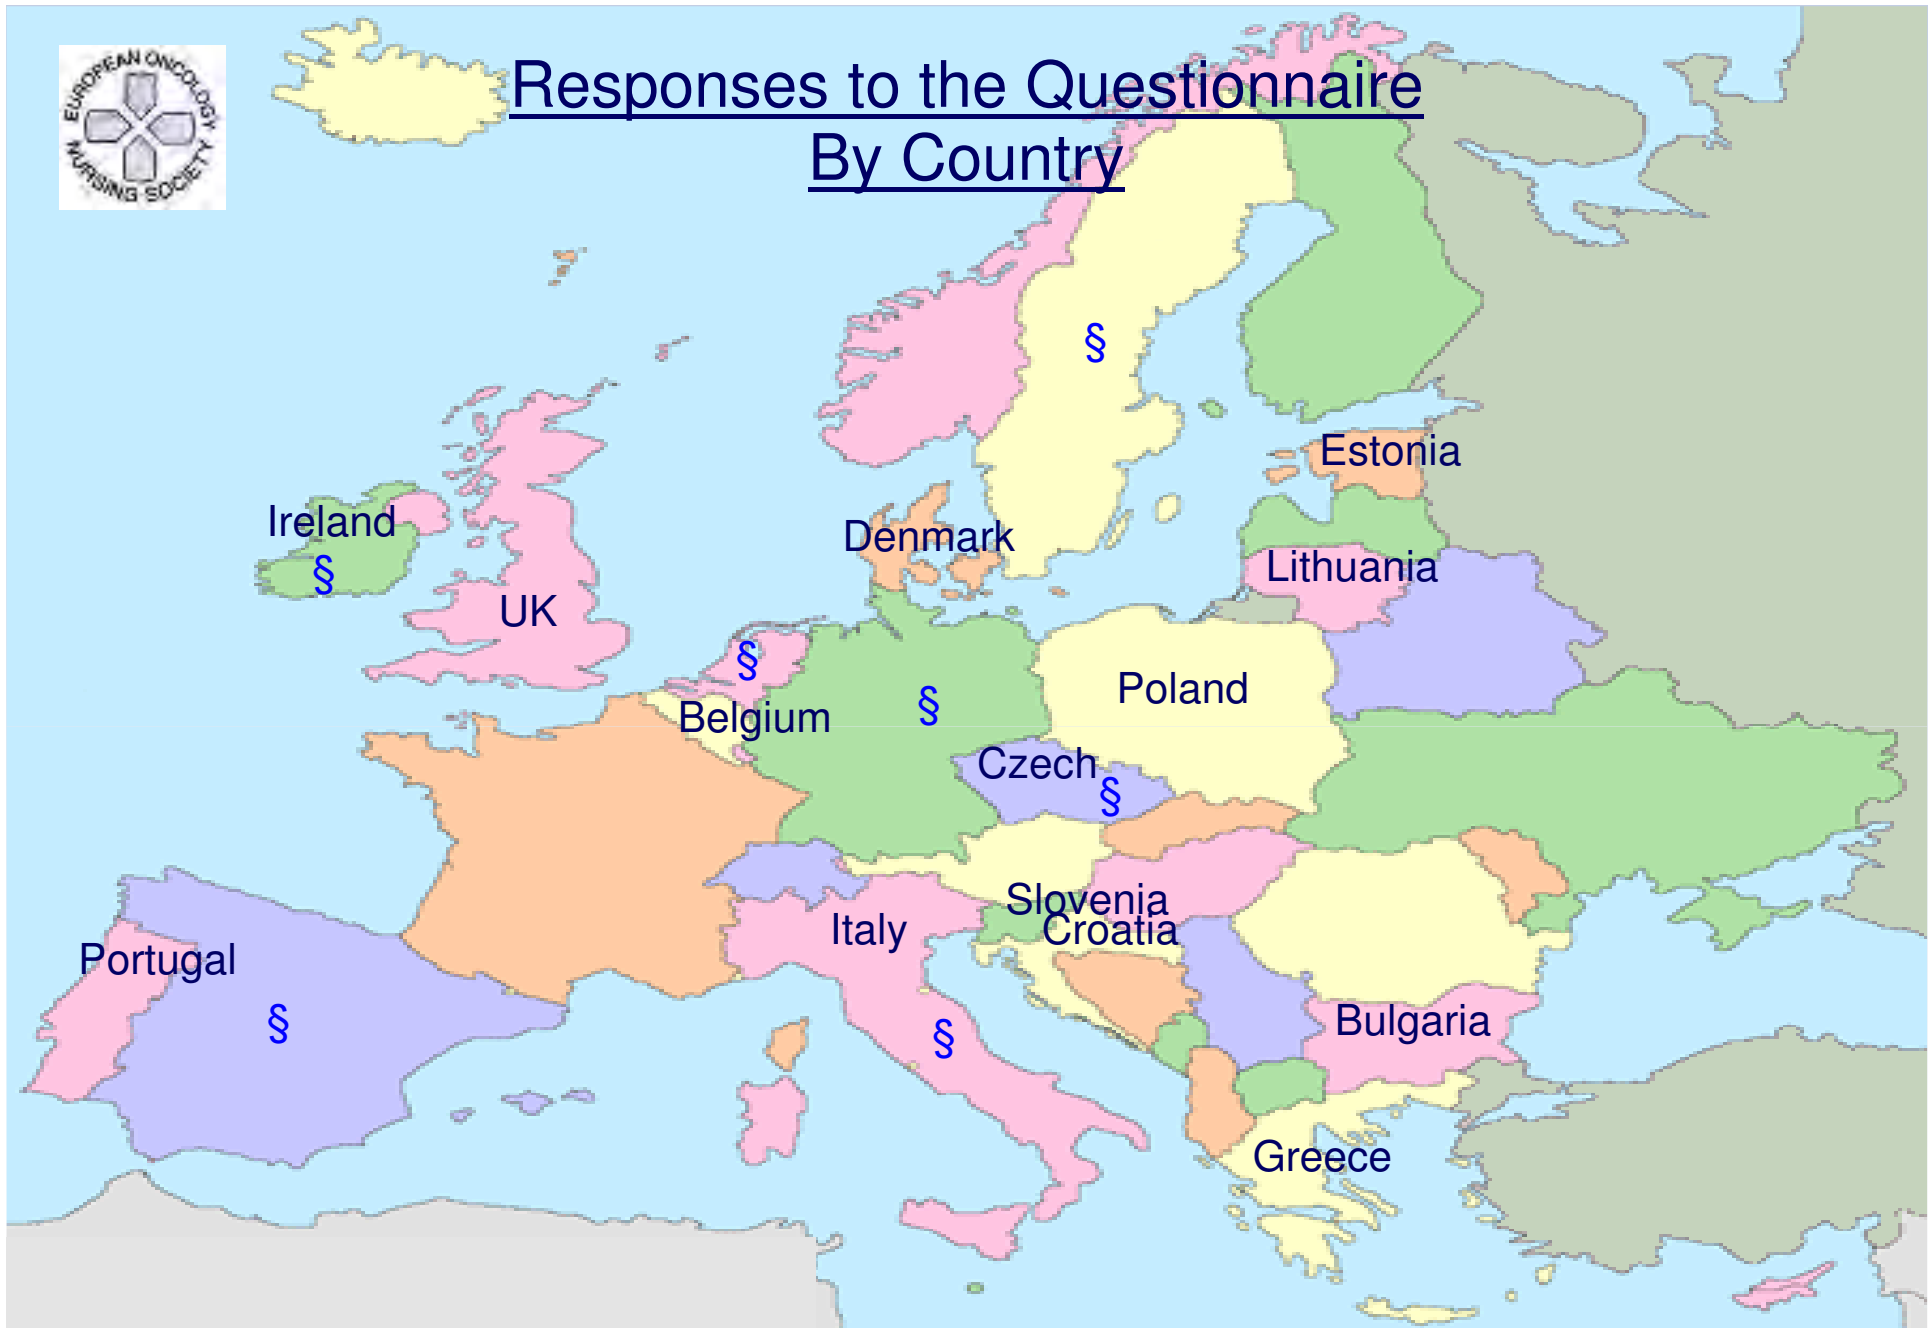 EUROPEAN ONCOLOGY
NURSING SOCIETY
Responses to the Questionnaire
By Country
§
Estonia
Ireland
Denmark
§
Lithuania
UK
§
Poland
§
Belgium
Czech
§
Slovenia
Italy
Croatia
Portugal
§
§
Bulgaria
Greece